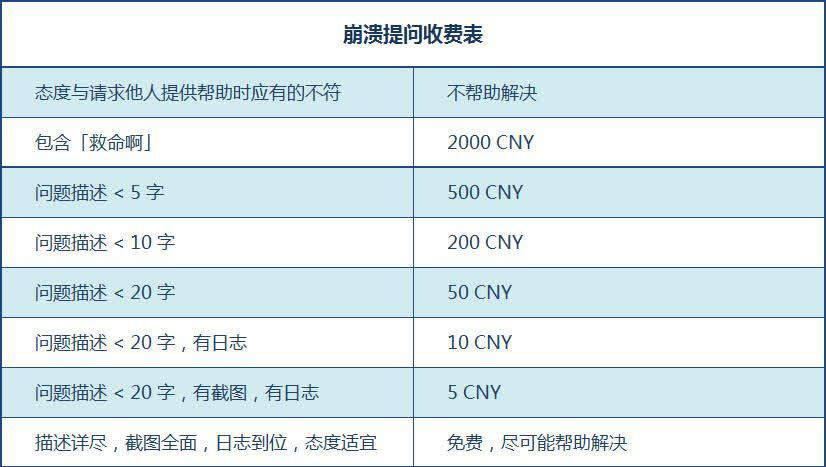 崩溃提问收费表
态度与请求他人提供帮助时应有的不符 不帮助解决
包含「救命啊」 2000 CNY
问题描述 < 5 字 500 CNY
问题描述 < 10 字 200 CNY
问题描述 < 20 字 50 CNY
问题描述 < 20 字，有日志 10 CNY
问题描述 < 20 字，有截图，有日志 5 CNY
描述详尽，截图全面，日志到位，态度适宜 免费，尽可能帮助解决